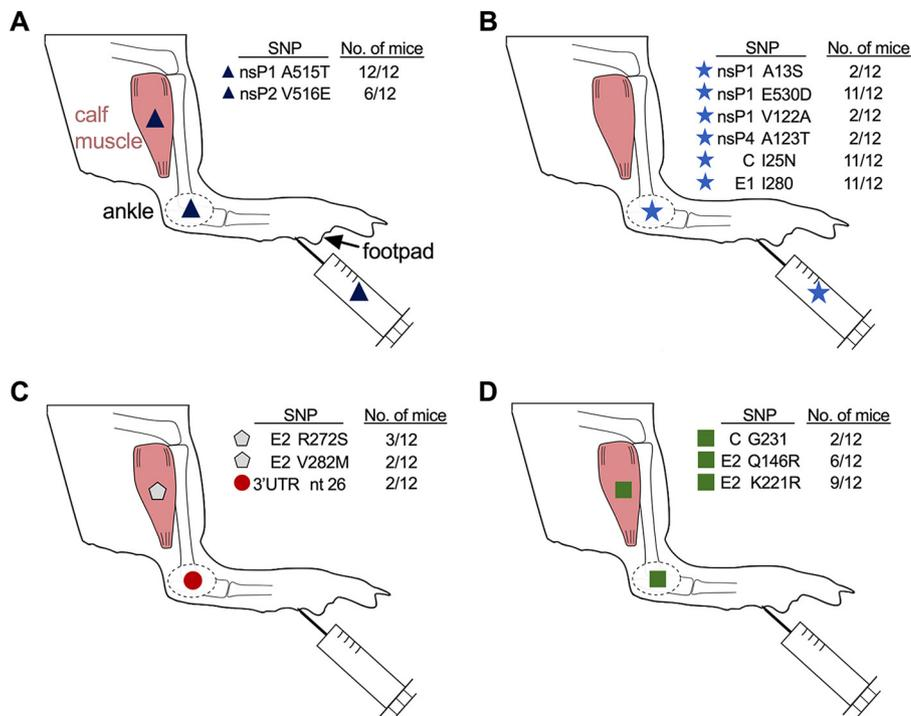 A
SNP No. of mice
nsP1 A515T 12/12
nsP2 V516E 6/12
calf
muscle
ankle
footpad
B
SNP No. of mice
nsP1 A13S 2/12
nsP1 E530D 11/12
nsP1 V122A 2/12
nsP4 A123T 2/12
C I25N 11/12
E1 I280 11/12
C
SNP No. of mice
E2 R272S 3/12
E2 V282M 2/12
3'UTR nt 26 2/12
D
SNP No. of mice
C G231 2/12
E2 Q146R 6/12
E2 K221R 9/12